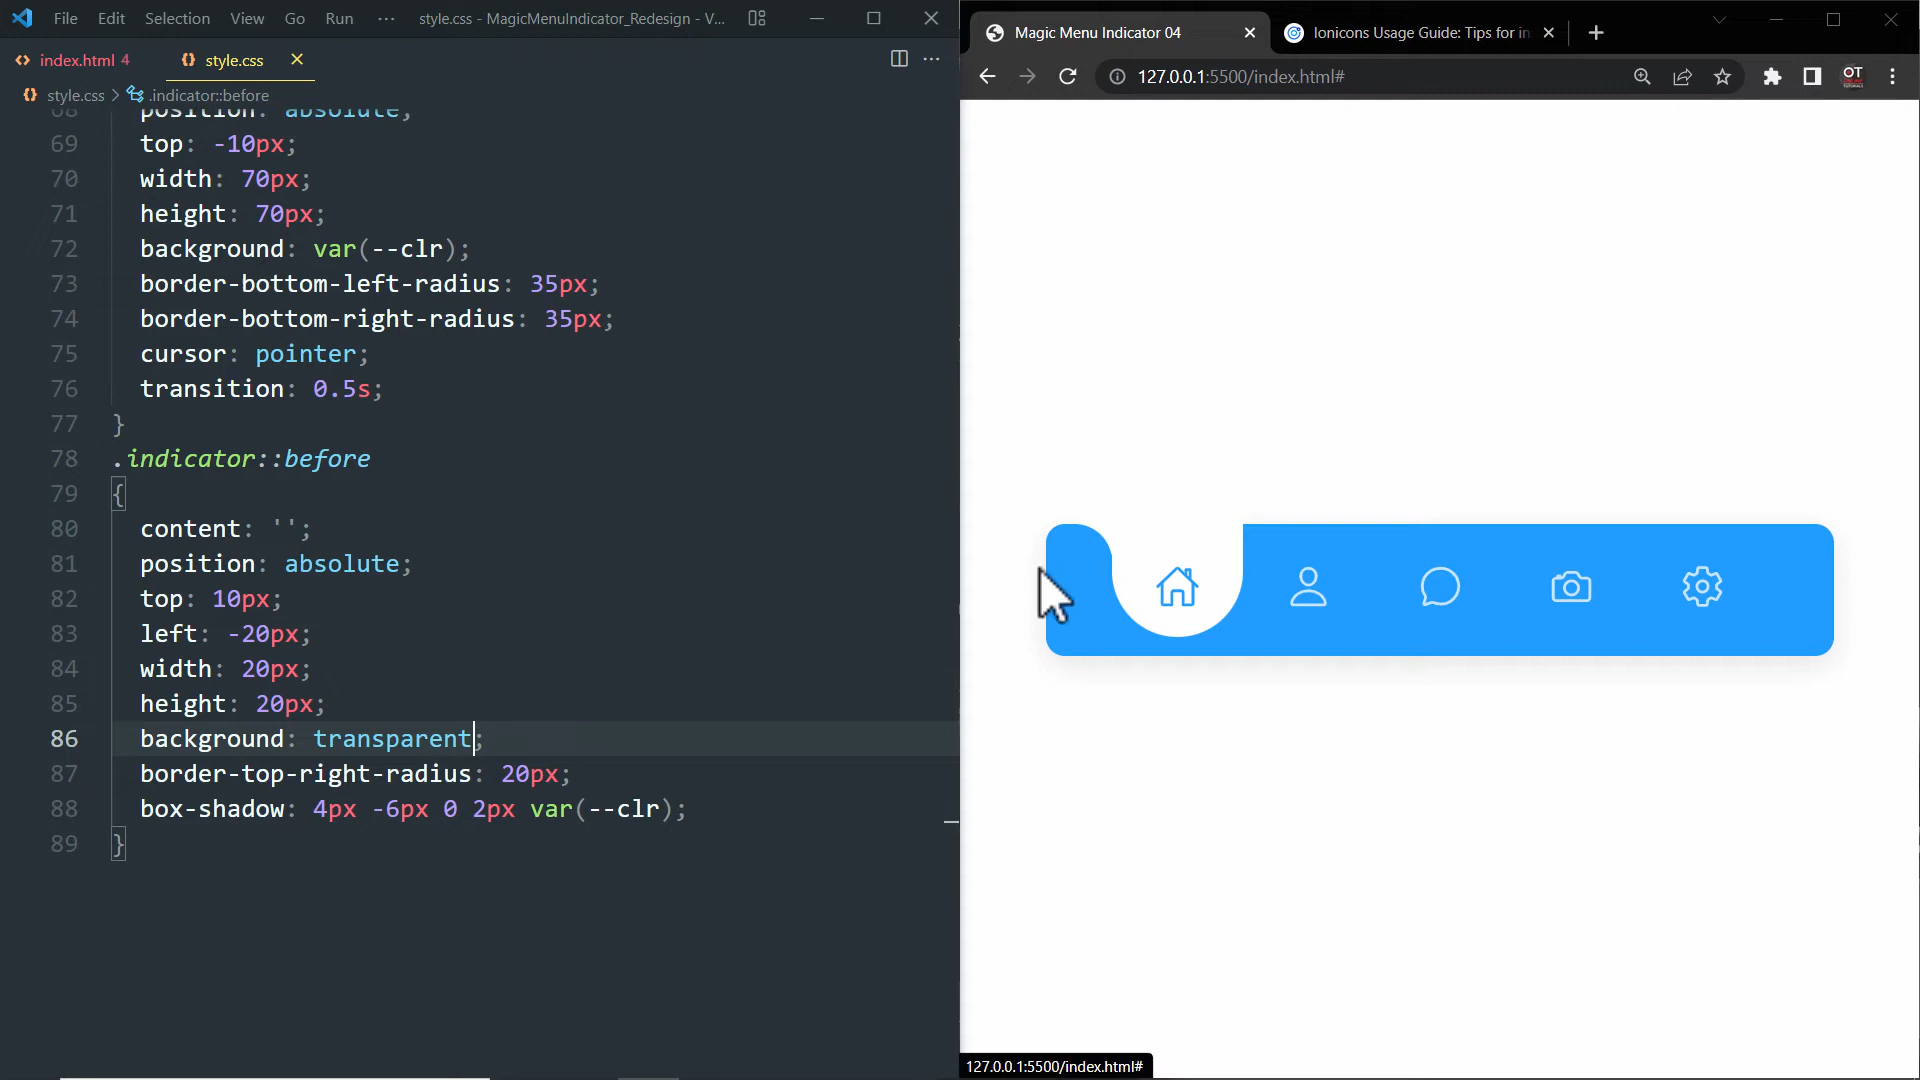 File Edit Selection View Go Run ··· style.css - MagicMenuIndicator_Redesign - V...
index.html 4 style.css
style.css > .indicator::before
68 position: absolute;
69 top: -10px;
70 width: 70px;
71 height: 70px;
72 background: var(--clr);
73 border-bottom-left-radius: 35px;
74 border-bottom-right-radius: 35px;
75 cursor: pointer;
76 transition: 0.5s;
77 }
78 .indicator::before
79 {
80 content: '';
81 position: absolute;
82 top: 10px;
83 left: -20px;
84 width: 20px;
85 height: 20px;
86 background: transparent;
87 border-top-right-radius: 20px;
88 box-shadow: 4px -6px 0 2px var(--clr);
89 }
Magic Menu Indicator 04
Ionicons Usage Guide: Tips for in
127.0.0.1:5500/index.html#
OT
127.0.0.1:5500/index.html#